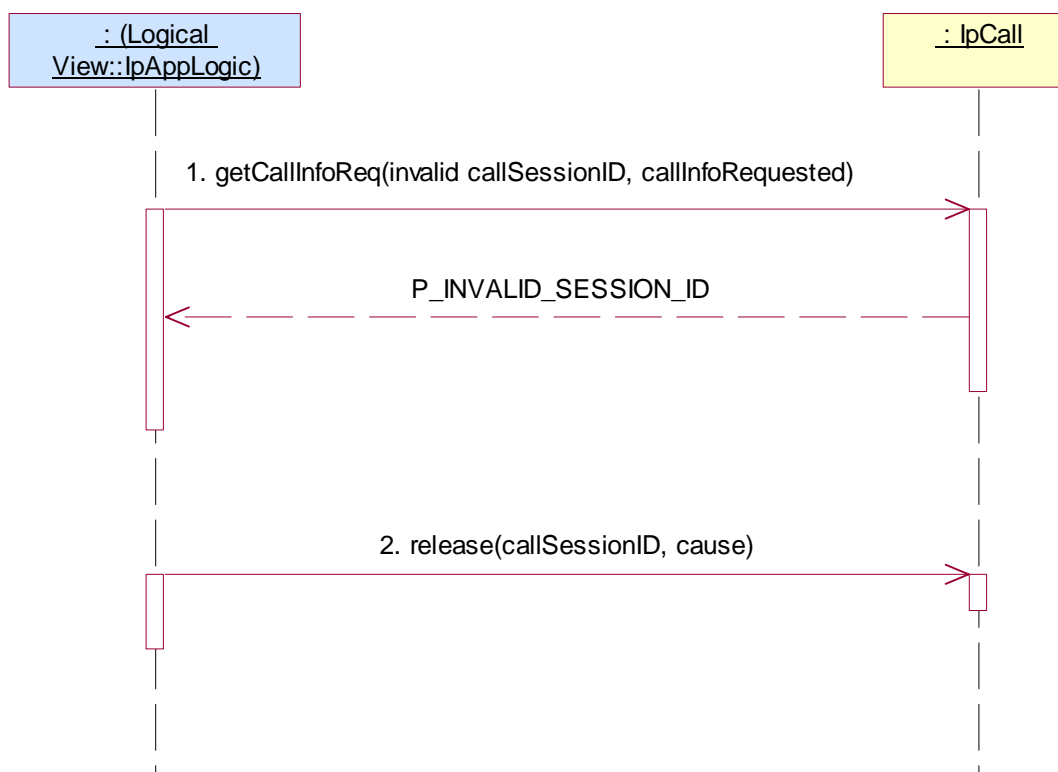 : (Logical
View::IpAppLogic)
: IpCall
1. getCallInfoReq(invalid callSessionID, callInfoRequested)
P_INVALID_SESSION_ID
2. release(callSessionID, cause)